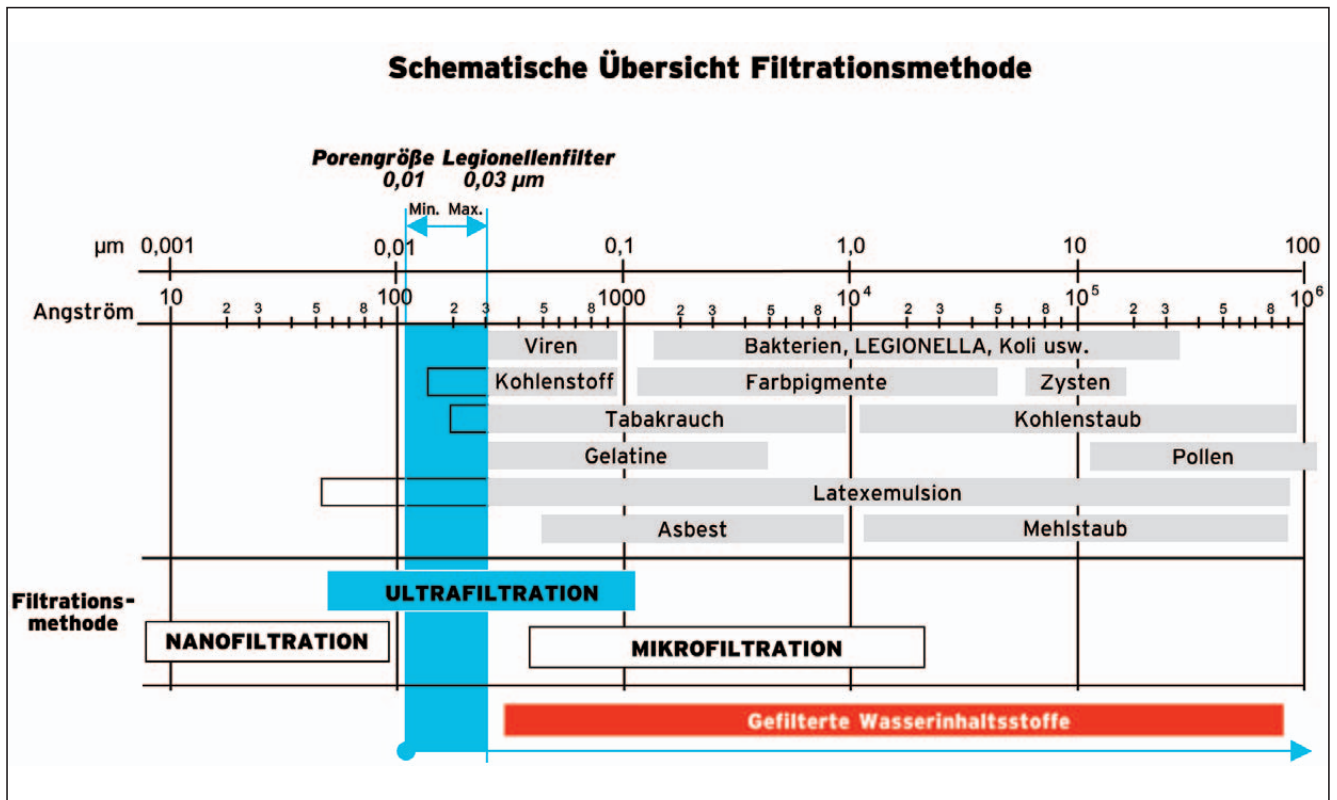 Schematische Übersicht Filtrationsmethode
Porengröße Legionellenfilter
0,01 0,03 µm
Min. Max.
µm 0,001 0,01 0,1 1,0 10 100
Angström 10 2 3 5 8 100 2 3 5 8 1000 2 3 5 8 10⁴ 2 3 5 8 10⁵ 2 3 5 8 10⁶
Viren Bakterien, LEGIONELLA, Koli usw.
Kohlenstoff Farbpigmente Zysten
Tabakrauch Kohlenstaub
Gelatine Pollen
Latexemulsion
Asbest Mehlstaub
Filtrations-
methode
ULTRAFILTRATION
NANOFILTRATION MIKROFILTRATION
Gefilterte Wasserinhaltsstoffe